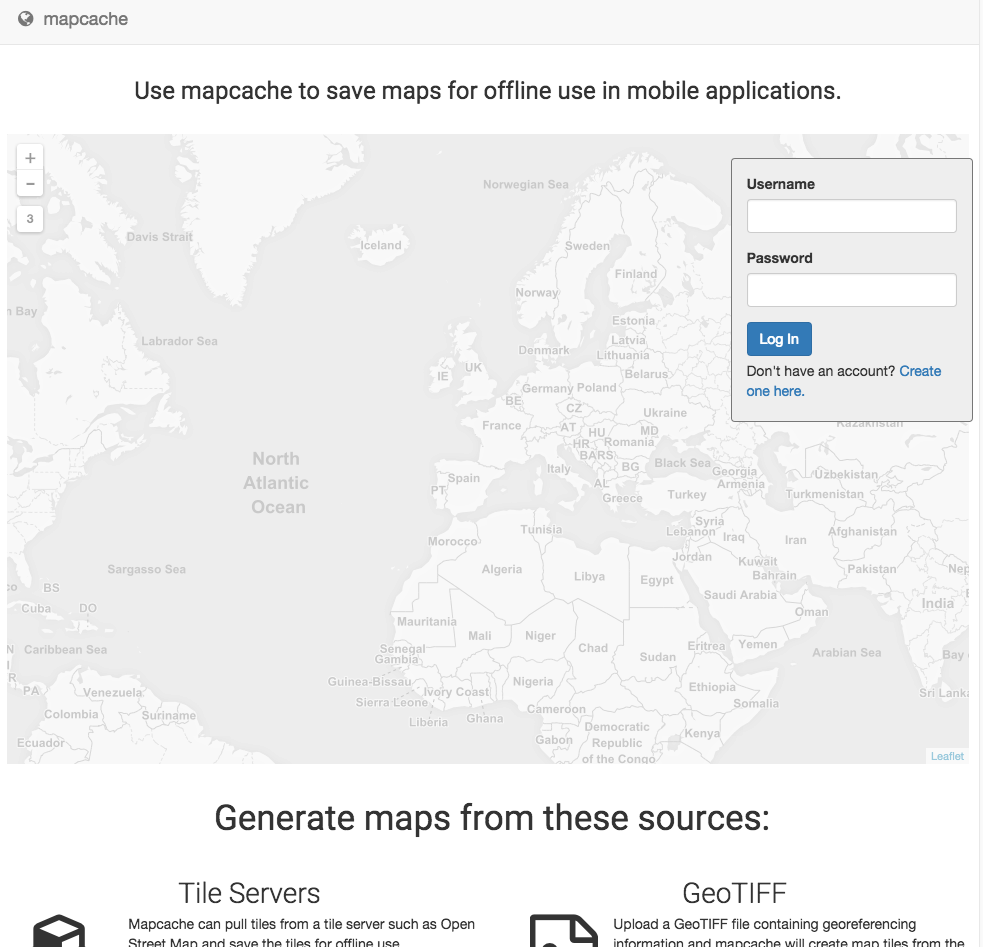 mapcache
Use mapcache to save maps for offline use in mobile applications.
+
−
3
Username
Password
Log In
Don't have an account? Create
one here.
Norwegian Sea
Davis Strait
Iceland
Sweden
Finland
Norway
n Bay
Estonia
Labrador Sea
Latvia
Denmark
Lithuania
UK
IE
Belarus
Germany
Poland
BE
CZ
Ukraine
France
AT
HU
MD
Kazakhstan
HR
Romania
BA
RS
North
Atlantic
Ocean
Italy
BG
Black Sea
Georgia
Uzbekistan
Spain
AL
Armenia
PT
Greece
Turkey
Turkmenistan
Syria
Tunisia
Lebanon
Iraq
Iran
Afghanistan
Morocco
Jordan
Kuwait
Sargasso Sea
Algeria
Libya
Egypt
Bahrain
Pakistan
Nep
BS
Saudi Arabia
India
Cuba
DO
Oman
Mauritania
Mali
Niger
Chad
Eritrea
Yemen
Caribbean Sea
Senegal
Gambia
Sudan
Arabian Sea
Bay
R
PA
Venezuela
Guinea-Bissau
Nigeria
Ethiopia
Sri Lanka
Ivory Coast
Sierra Leone
Somalia
Colombia
Suriname
Liberia
Ghana
Cameroon
Democratic
Republic
of the Congo
Kenya
Ecuador
Gabon
Leaflet
Generate maps from these sources:
Tile Servers
Mapcache can pull tiles from a tile server such as Open
Street Map and save the tiles for offline use
GeoTIFF
Upload a GeoTIFF file containing georeferencing
information and mapcache will create map tiles from the